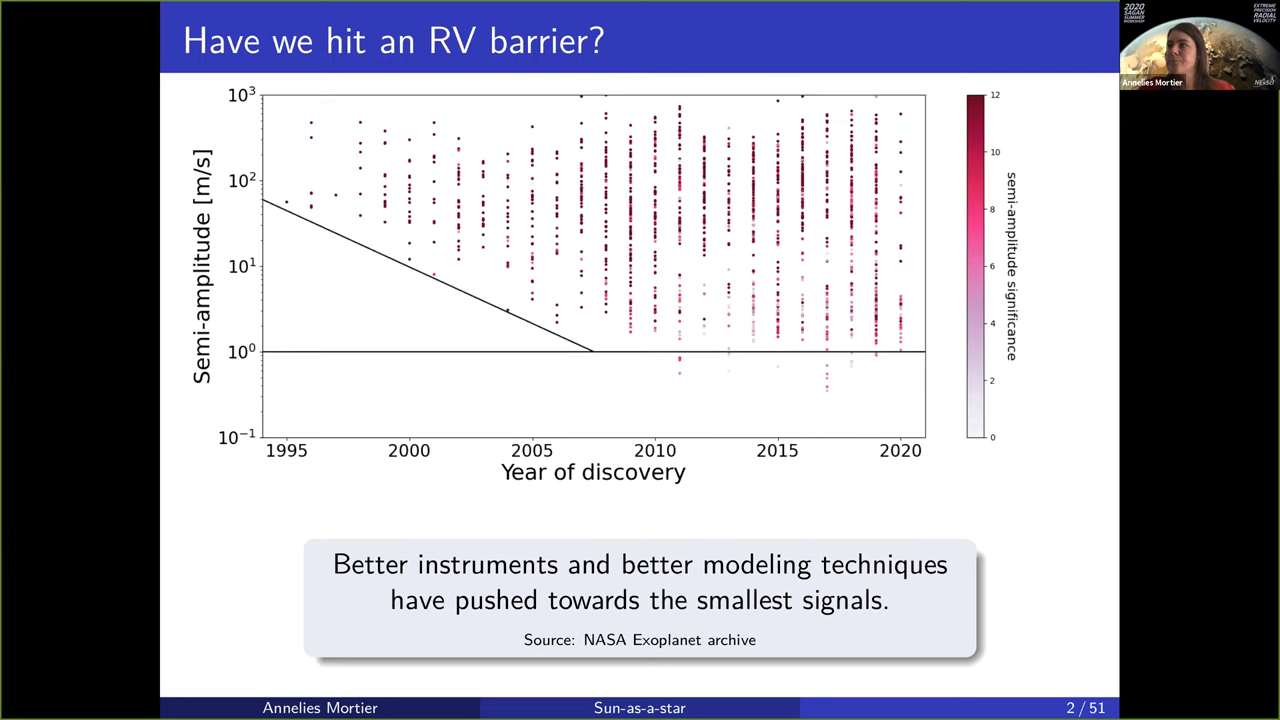 Have we hit an RV barrier?
2020
SAGAN
SUMMER
WORKSHOP
EXTREME
PRECISION
RADIAL
VELOCITY
Annelies Mortier
NExScI
10³
10²
10¹
10⁰
10⁻¹
Semi-amplitude [m/s]
1995
2000
2005
2010
2015
2020
Year of discovery
12
10
8
6
4
2
0
semi-amplitude significance
Better instruments and better modeling techniques
have pushed towards the smallest signals.
Source: NASA Exoplanet archive
Annelies Mortier
Sun-as-a-star
2 / 51